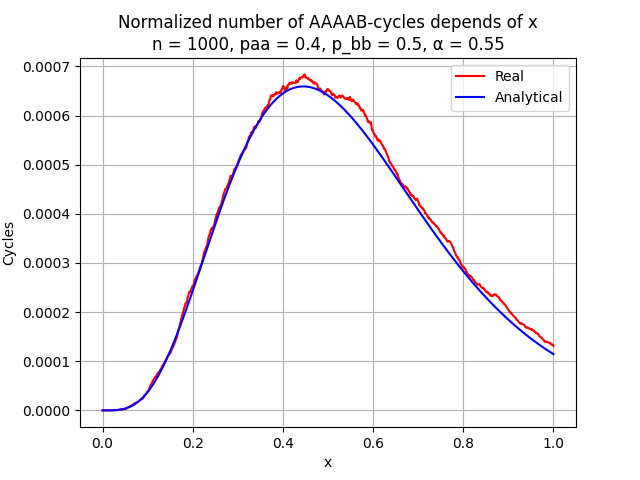 Normalized number of AAAAB-cycles depends of x
n = 1000, paa = 0.4, p_bb = 0.5, α = 0.55
Real
Analytical
0.0007
0.0006
0.0005
0.0004
0.0003
0.0002
0.0001
0.0000
Cycles
0.0 0.2 0.4 0.6 0.8 1.0
x